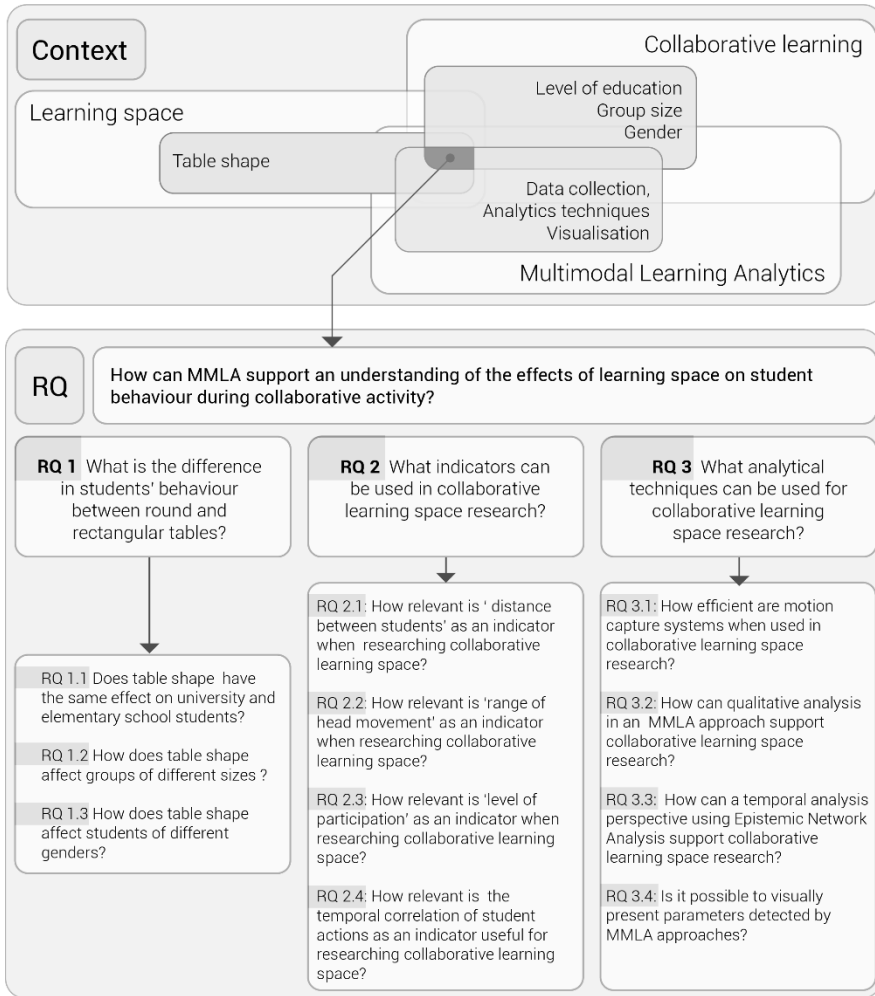 Context
Collaborative learning
Level of education
Group size
Gender
Learning space
Table shape
Data collection,
Analytics techniques
Visualisation
Multimodal Learning Analytics
RQ
How can MMLA support an understanding of the effects of learning space on student
behaviour during collaborative activity?
RQ 1 What is the difference
in students' behaviour
between round and
rectangular tables?
RQ 1.1 Does table shape have
the same effect on university and
elementary school students?
RQ 1.2 How does table shape
affect groups of different sizes ?
RQ 1.3 How does table shape
affect students of different
genders?
RQ 2 What indicators can
be used in collaborative
learning space research?
RQ 2.1: How relevant is ‘ distance
between students’ as an indicator
when researching collaborative
learning space?
RQ 2.2: How relevant is ‘range of
head movement’ as an indicator
when researching collaborative
learning space?
RQ 2.3: How relevant is ‘level of
participation’ as an indicator when
researching collaborative learning
space?
RQ 2.4: How relevant is the
temporal correlation of student
actions as an indicator useful for
researching collaborative learning
space?
RQ 3 What analytical
techniques can be used for
collaborative learning
space research?
RQ 3.1: How efficient are motion
capture systems when used in
collaborative learning space
research?
RQ 3.2: How can qualitative analysis
in an MMLA approach support
collaborative learning space
research?
RQ 3.3: How can a temporal analysis
perspective using Epistemic Network
Analysis support collaborative
learning space research?
RQ 3.4: Is it possible to visually
present parameters detected by
MMLA approaches?